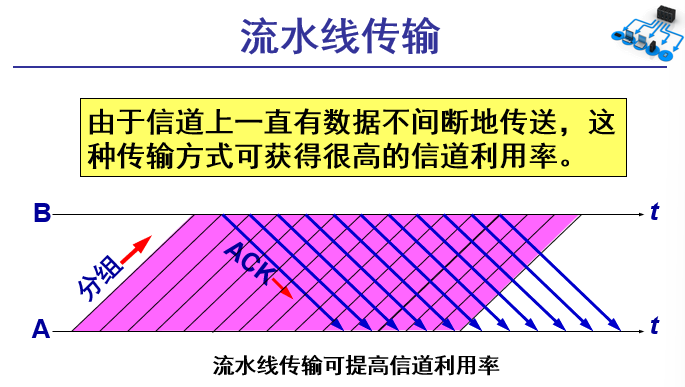 流水线传输
由于信道上一直有数据不间断地传送，这
种传输方式可获得很高的信道利用率。
B
t
分组
ACK
A
t
流水线传输可提高信道利用率